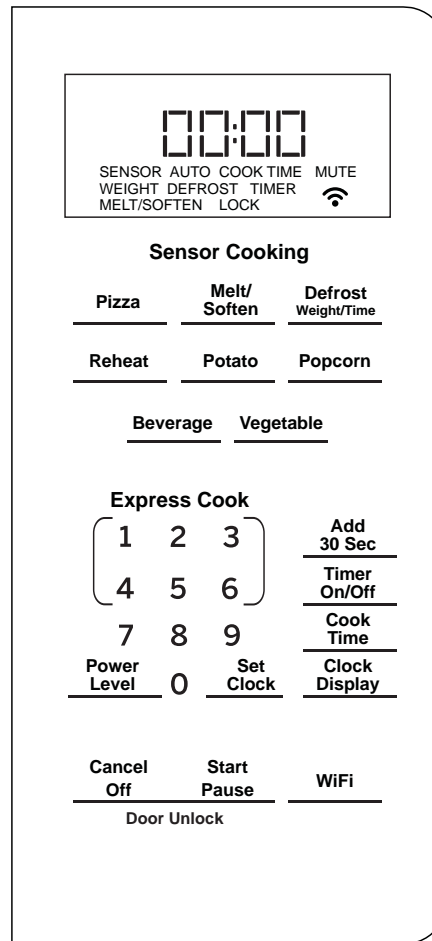 00:00
SENSOR AUTO COOK TIME MUTE
WEIGHT DEFROST TIMER
MELT/SOFTEN LOCK
Sensor Cooking
Pizza
Melt/
Soften
Defrost
Weight/Time
Reheat Potato Popcorn
Beverage Vegetable
Express Cook
1 2 3
4 5 6
7 8 9
0
Add
30 Sec
Timer
On/Off
Cook
Time
Power
Level
Set
Clock
Clock
Display
Cancel
Off
Start
Pause
WiFi
Door Unlock